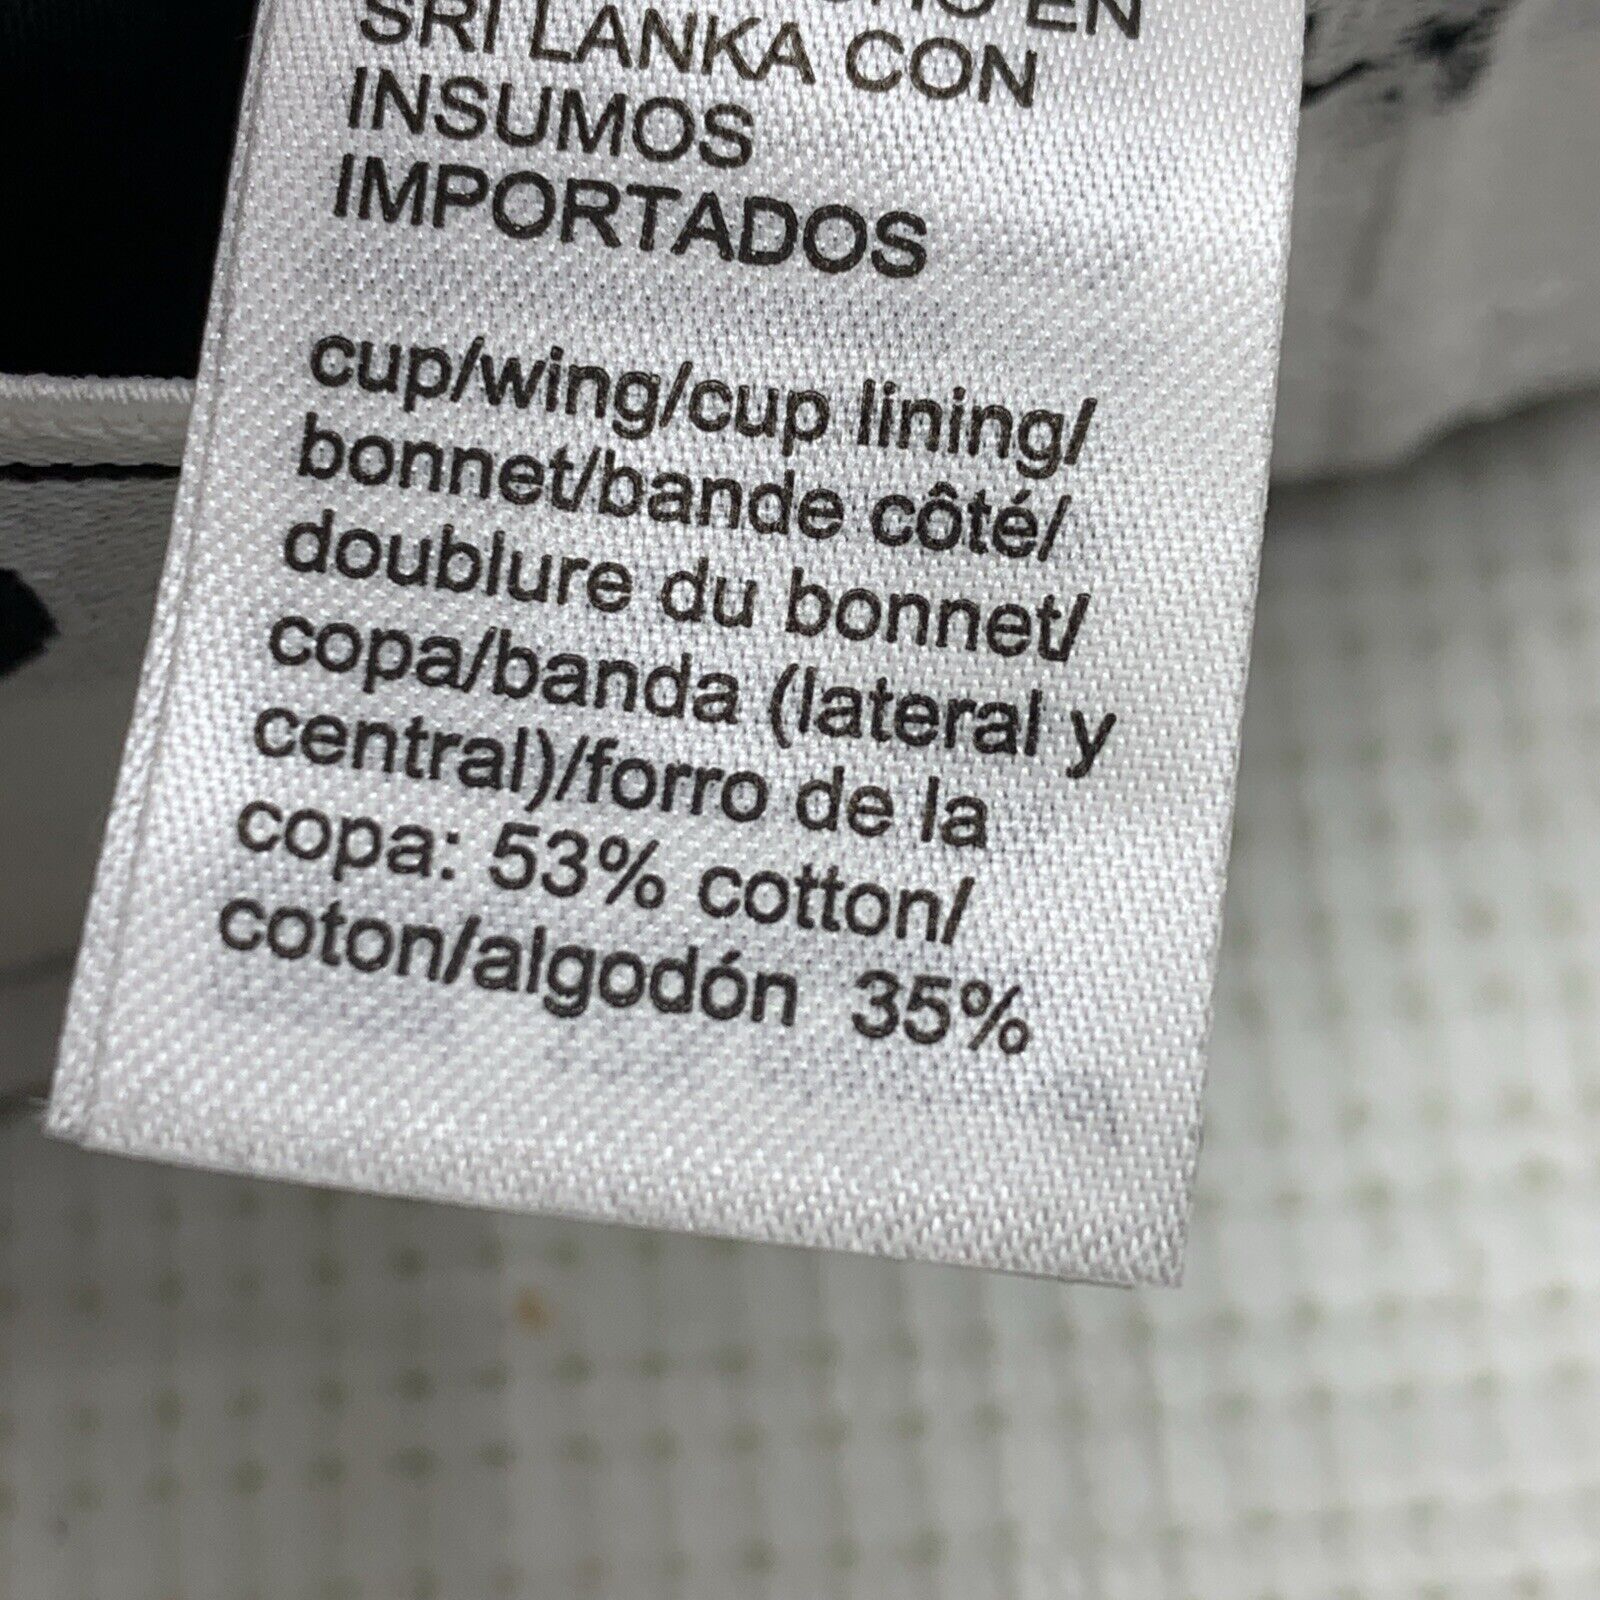 EN
SRI LANKA CON
INSUMOS
IMPORTADOS
cup/wing/cup lining/
bonnet/bande côté/
doublure du bonnet/
copa/banda (lateral y
central)/forro de la
copa: 53% cotton/
coton/algodón 35%